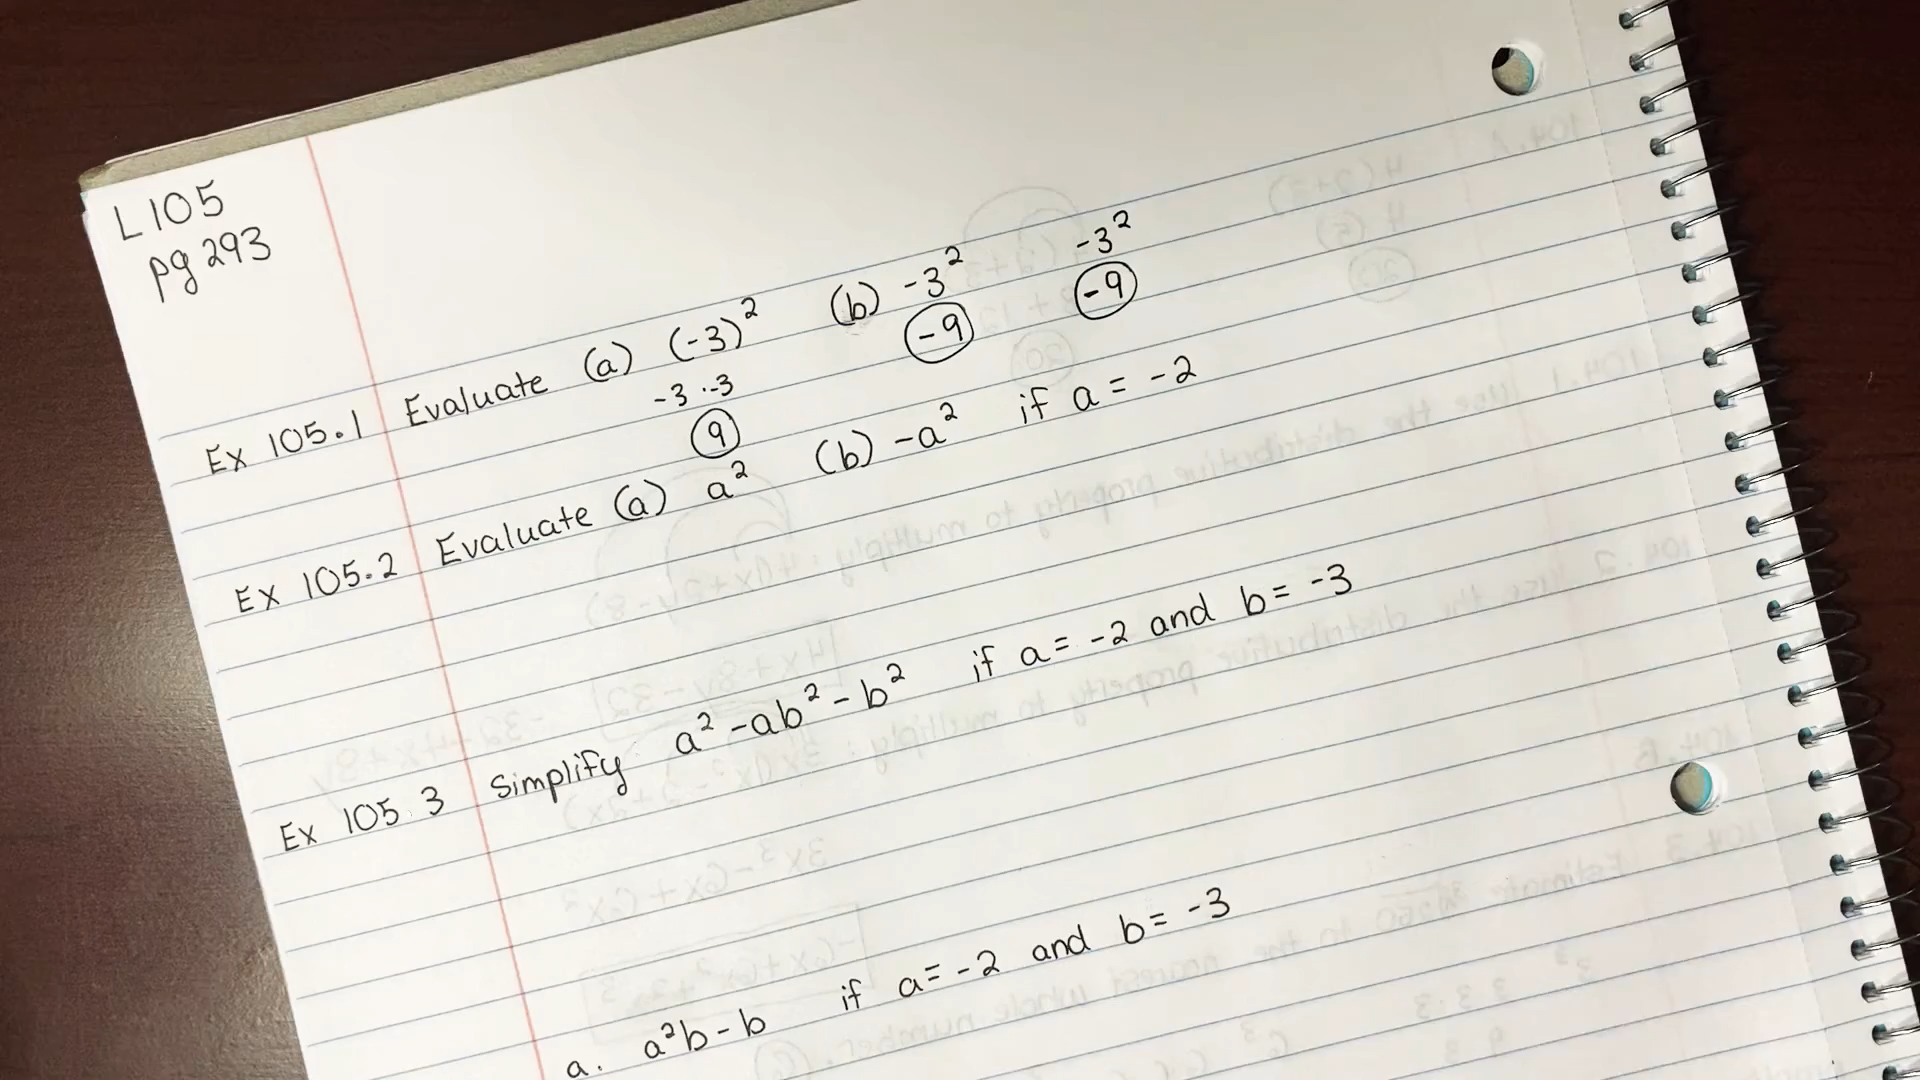 L105
pg 293
Ex 105.1 Evaluate (a) (-3)² (b) -3² -3²
-3 · -3 -9 -9
9
Ex 105.2 Evaluate (a) a² (b) -a² if a = -2
Ex 105.3 Simplify a² - ab² - b² if a = -2 and b = -3
a. a²b - b if a = -2 and b = -3